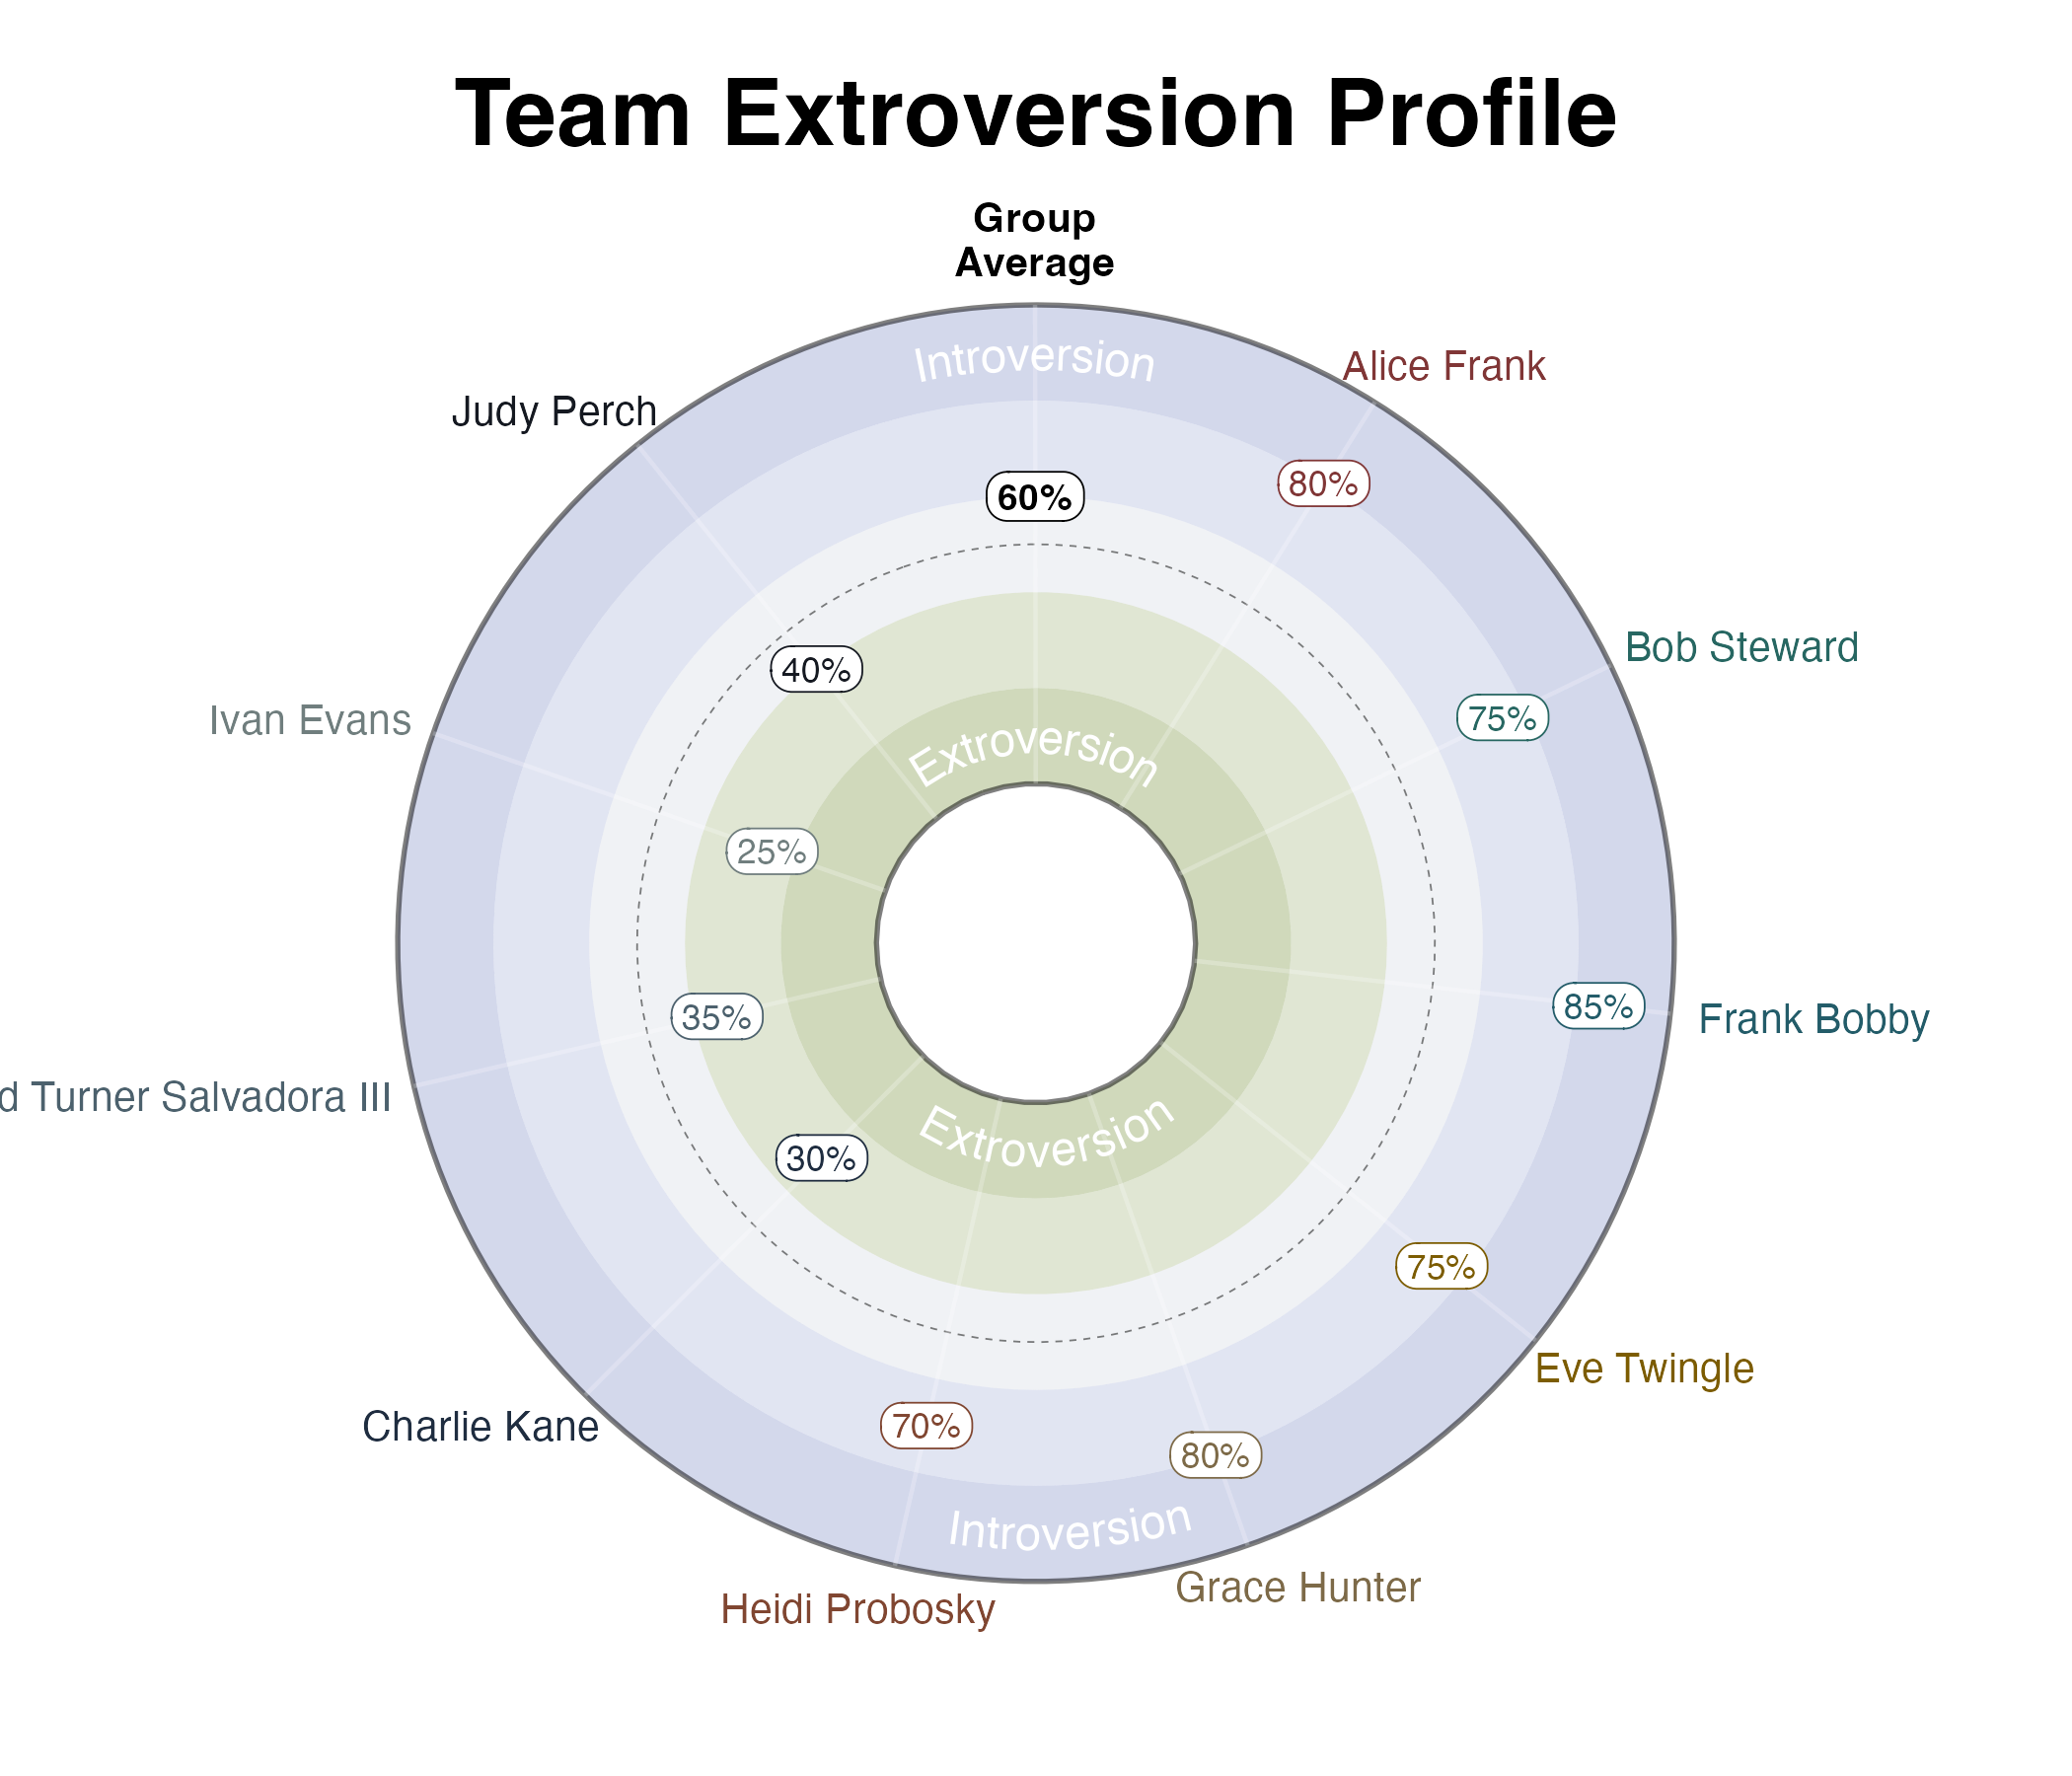 Team Extroversion Profile
Group
Average
Introversion
Alice Frank
Judy Perch
80%
60%
Bob Steward
40%
75%
Ivan Evans
Extroversion
25%
85%
Frank Bobby
35%
d Turner Salvadora III
Extroversion
30%
75%
Eve Twingle
Charlie Kane
70%
80%
Introversion
Grace Hunter
Heidi Probosky